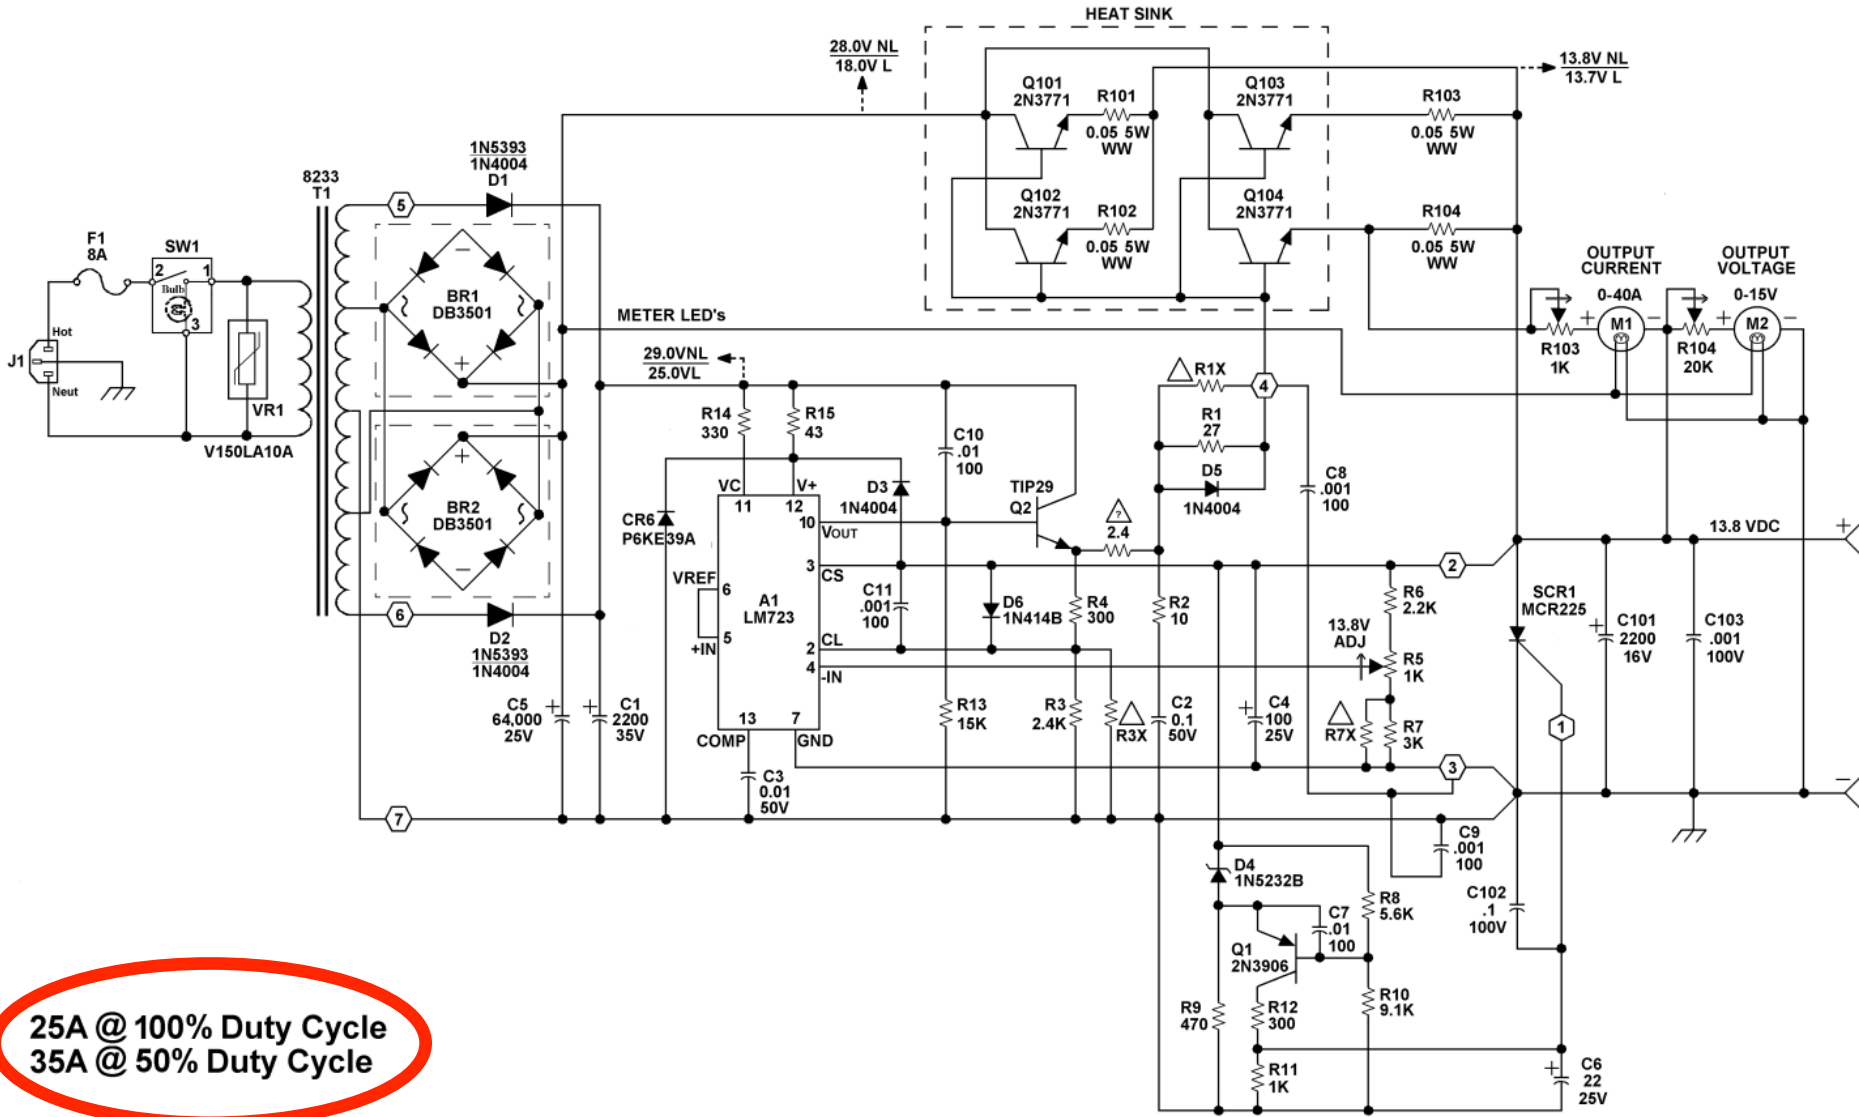 HEAT SINK
28.0V NL
18.0V L
13.8V NL
13.7V L
Q101
2N3771
R101
0.05 5W
WW
Q103
2N3771
R103
0.05 5W
WW
Q102
2N3771
R102
0.05 5W
WW
Q104
2N3771
R104
0.05 5W
WW
1N5393
1N4004
D1
8233
T1
5
F1
8A
SW1
2
1
Bulb
3
J1
Hot
Neut
VR1
V150LA10A
BR1
DB3501
+
BR2
DB3501
+
METER LED's
29.0VNL
25.0VL
OUTPUT
CURRENT
0-40A
+
M1
−
R103
1K
OUTPUT
VOLTAGE
0-15V
+
M2
−
R104
20K
R14
330
R15
43
C10
.01
100
R1X
4
R1
27
D5
1N4004
C8
.001
100
VC
11
V+
12
D3
1N4004
TIP29
Q2
?
2.4
CR6
P6KE39A
10
VOUT
3
CS
VREF
6
5
+IN
A1
LM723
C11
.001
100
D6
1N414B
R4
300
R2
10
2
CL
4
-IN
13
7
COMP
GND
2
R6
2.2K
13.8V
ADJ
R5
1K
R7X
R7
3K
3
13.8 VDC
+
−
SCR1
MCR225
1
C101
2200
16V
+
C103
.001
100V
6
D2
1N5393
1N4004
C5
64,000
25V
+
C1
2200
35V
+
C3
0.01
50V
R13
15K
R3
2.4K
R3X
C2
0.1
50V
C4
100
25V
+
7
C9
.001
100
C102
.1
100V
D4
1N5232B
R8
5.6K
C7
.01
100
Q1
2N3906
R9
470
R12
300
R10
9.1K
R11
1K
C6
22
25V
+
25A @ 100% Duty Cycle
35A @ 50% Duty Cycle